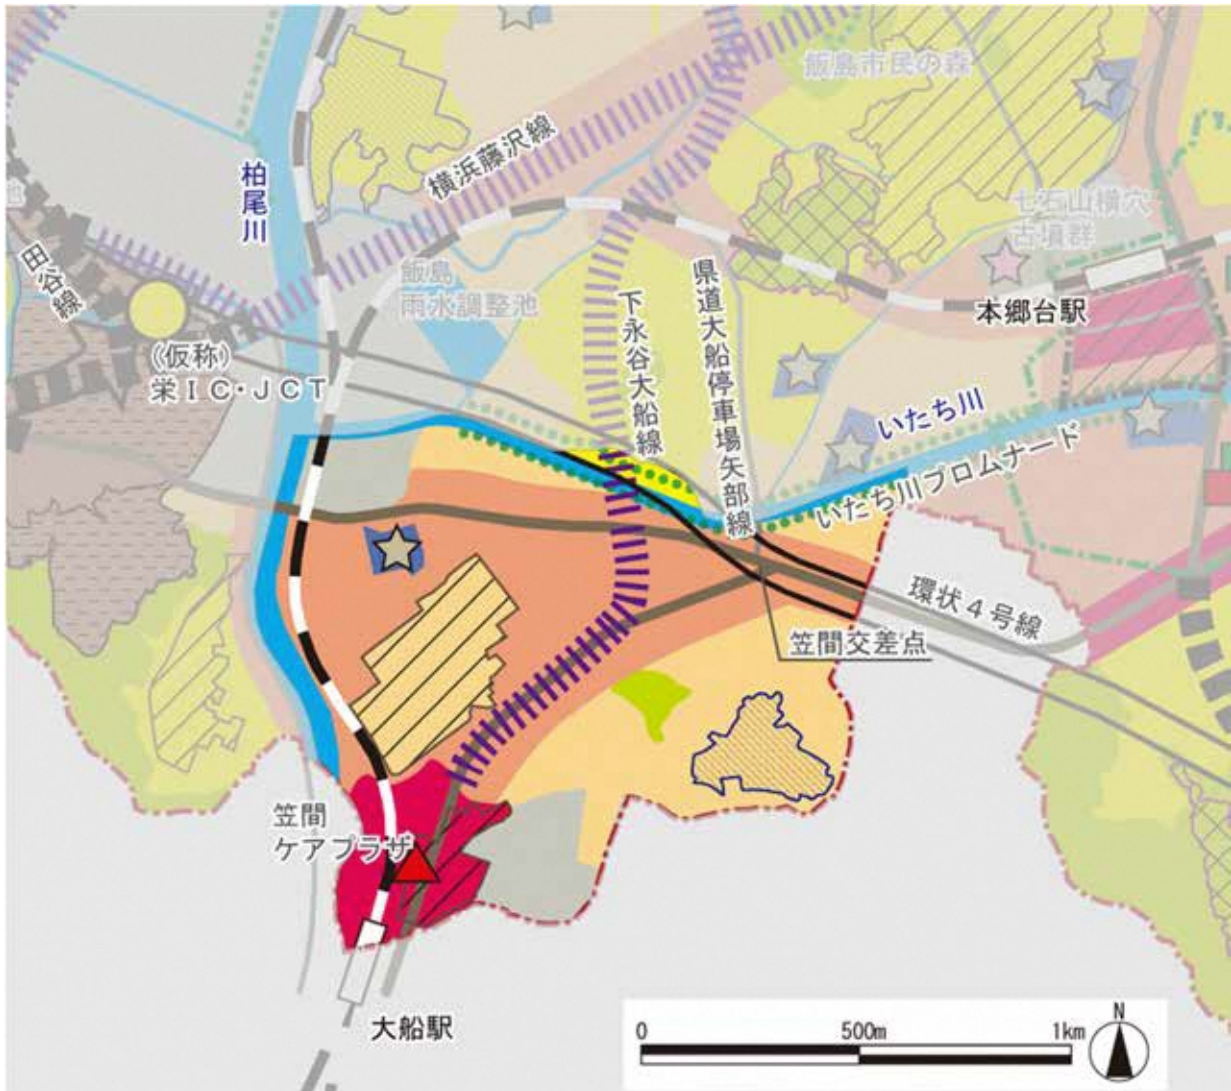 飯島市民の森
横浜藤沢線
柏尾川
七石山横穴
古墳群
池
田谷線
飯島
雨水調整池
下永谷大船線
県道大船停車場矢部線
本郷台駅
(仮称)
栄IC・JCT
いたち川
いたち川プロムナード
環状4号線
笠間交差点
笠間
ケアプラザ
大船駅
0 500m 1km
N